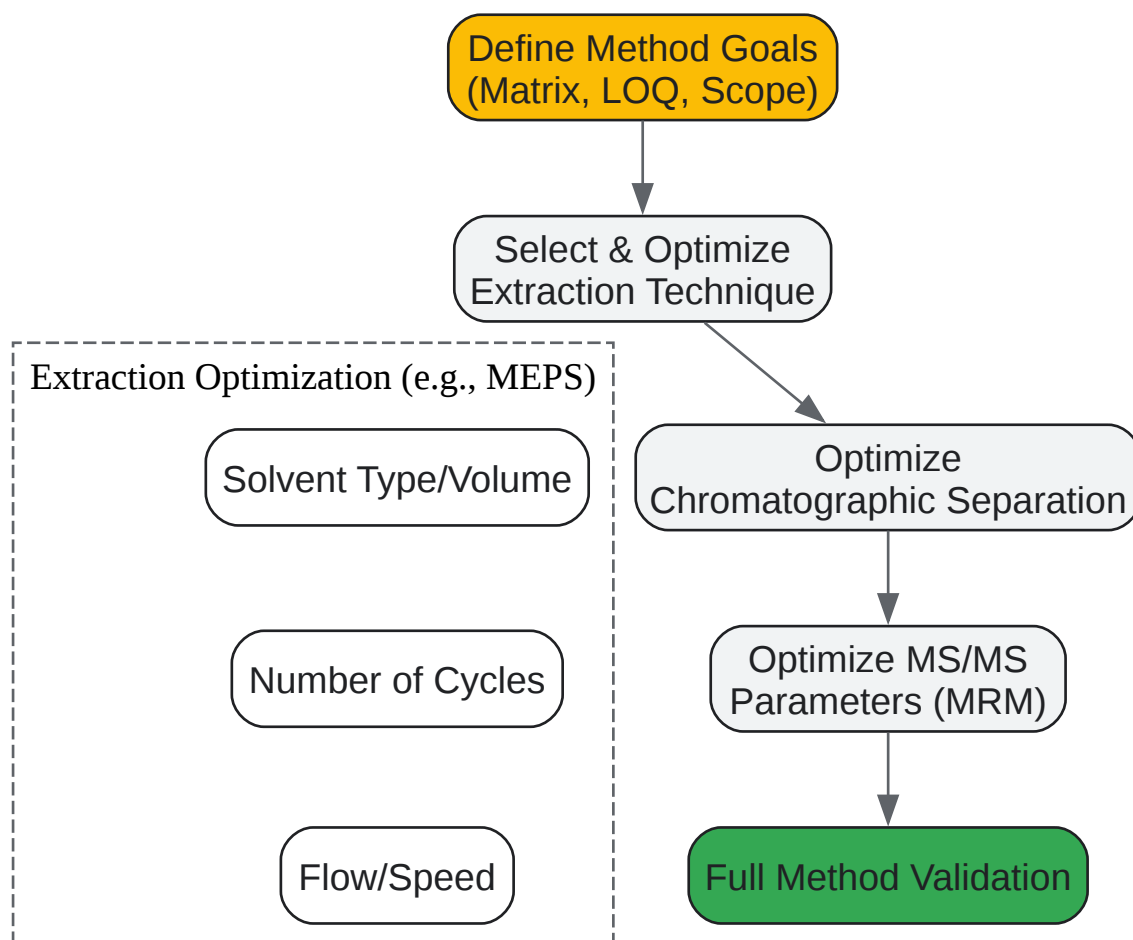 Define Method Goals
(Matrix, LOQ, Scope)
Select & Optimize
Extraction Technique
Extraction Optimization (e.g., MEPS)
Solvent Type/Volume
Number of Cycles
Flow/Speed
Optimize
Chromatographic Separation
Optimize MS/MS
Parameters (MRM)
Full Method Validation